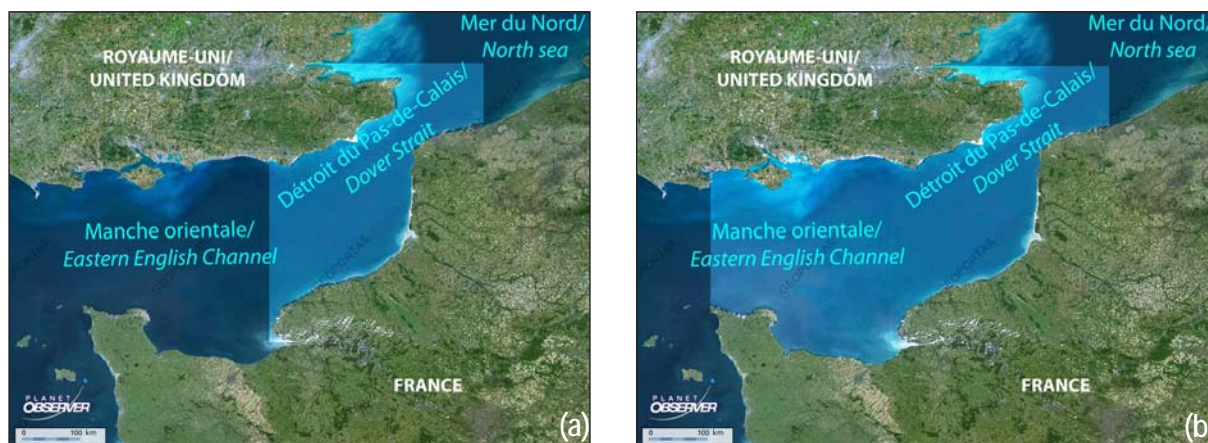 Mer du Nord/
North sea
ROYAUME-UNI/
UNITED KINGDOM
Détroit du Pas-de-Calais/
Dover Strait
Manche orientale/
Eastern English Channel
GEOPORTAIL
FRANCE
PLANET
OBSERVER
0 100 km
(a)
Mer du Nord/
North sea
ROYAUME-UNI/
UNITED KINGDOM
Détroit du Pas-de-Calais/
Dover Strait
Manche orientale/
Eastern English Channel
GEOPORTAIL
FRANCE
PLANET
OBSERVER
0 100 km
(b)